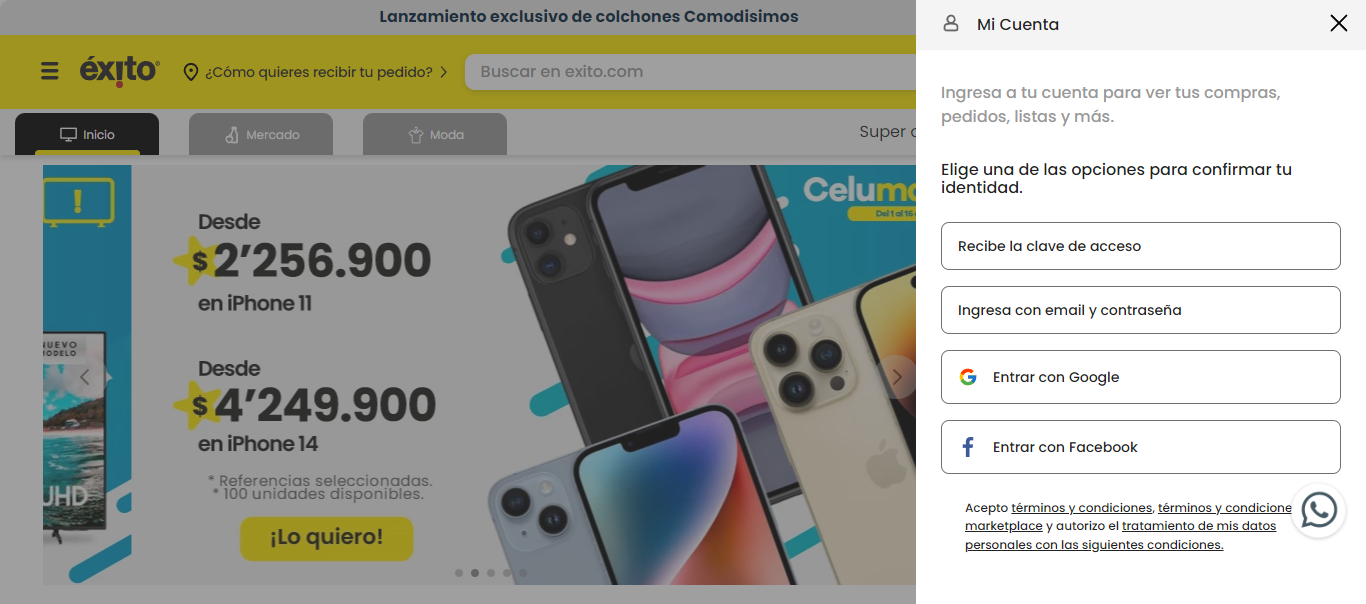 Lanzamiento exclusivo de colchones Comodisimos
Mi Cuenta
éxito
¿Cómo quieres recibir tu pedido?
Buscar en exito.com
Inicio
Mercado
Moda
Super
Ingresa a tu cuenta para ver tus compras,
pedidos, listas y más.
Elige una de las opciones para confirmar tu
identidad.
Recibe la clave de acceso
Ingresa con email y contraseña
Entrar con Google
Entrar con Facebook
Acepto términos y condiciones, términos y condicione
marketplace y autorizo el tratamiento de mis datos
personales con las siguientes condiciones.
!
NUEVO
MODELO
UHD
Desde
$2’256.900
en iPhone 11
Desde
$4’249.900
en iPhone 14
* Referencias seleccionadas.
* 100 unidades disponibles.
¡Lo quiero!
Celuma
Del 1 al 16